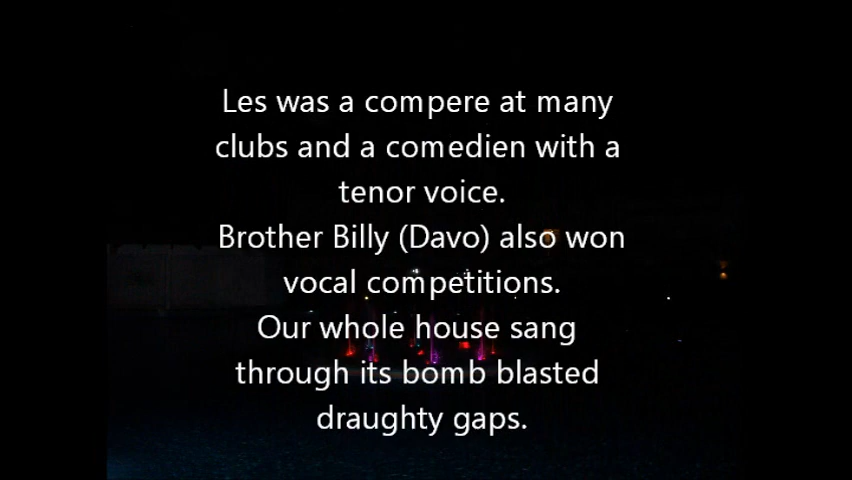 Les was a compere at many
clubs and a comedien with a
tenor voice.
Brother Billy (Davo) also won
vocal competitions.
Our whole house sang
through its bomb blasted
draughty gaps.